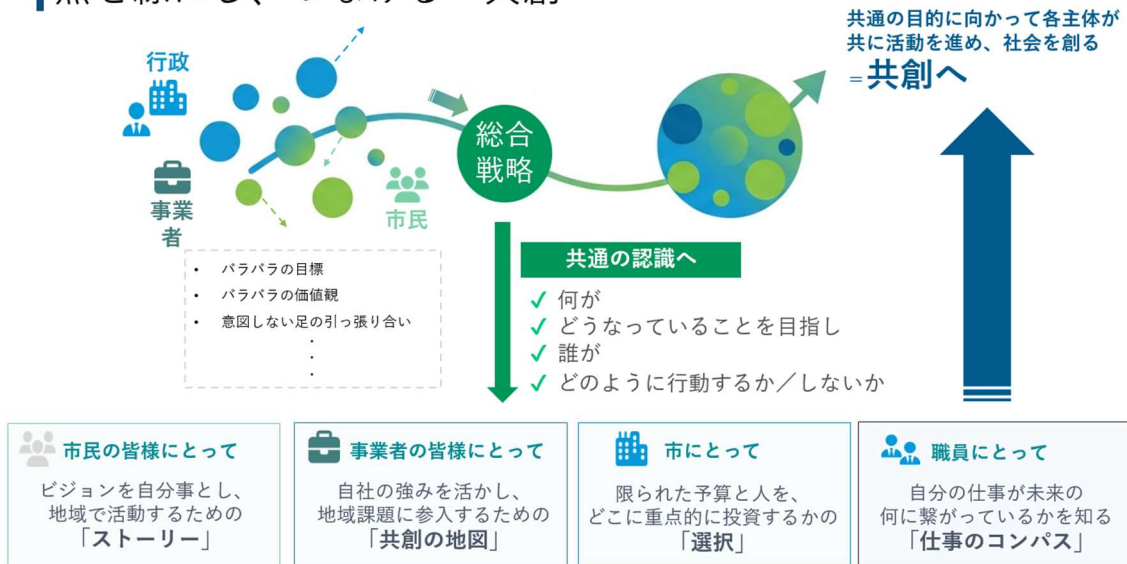 共通の目的に向かって各主体が
共に活動を進め、社会を創る
=共創へ
行政
事業
者
市民
総合
戦略
・ バラバラの目標
・ バラバラの価値観
・ 意図しない足の引っ張り合い
・
・
・
共通の認識へ
✓ 何が
✓ どうなっていることを目指し
✓ 誰が
✓ どのように行動するか／しないか
市民の皆様にとって
ビジョンを自分事とし、
地域で活動するための
「ストーリー」
事業者の皆様にとって
自社の強みを活かし、
地域課題に参入するための
「共創の地図」
市にとって
限られた予算と人を、
どこに重点的に投資するかの
「選択」
職員にとって
自分の仕事が未来の
何に繋がっているかを知る
「仕事のコンパス」